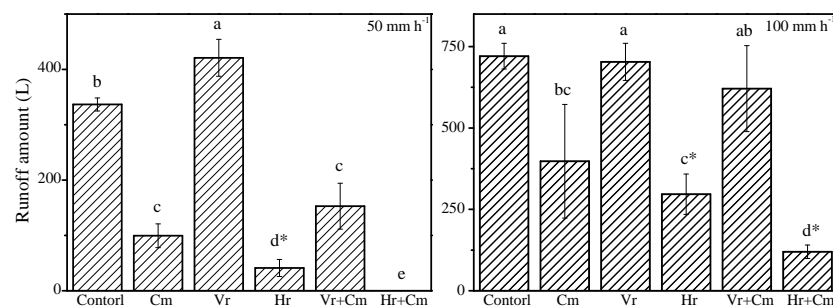 50 mm h-1
a
b
c
c
d*
e
400
200
0
Runoff amount (L)
Contorl Cm Vr Hr Vr+Cm Hr+Cm
100 mm h-1
a
a
ab
bc
c*
d*
750
500
250
0
Contorl Cm Vr Hr Vr+Cm Hr+Cm